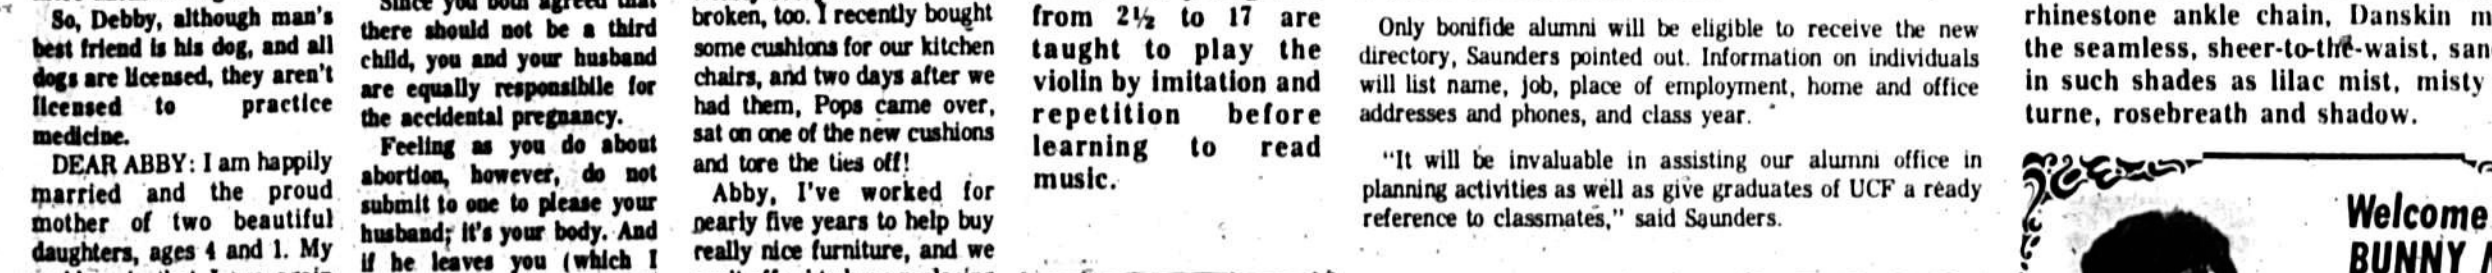 So, Debby, although man's
best friend is his dog, and all
dogs are licensed, they aren't
licensed to practice
medicine.
DEAR ABBY: I am happily
married and the proud
mother of two beautiful
daughters, ages 4 and 1. My
Since you both agreed that
there should not be a third
child, you and your husband
are equally responsibile for
the accidental pregnancy.
Feeling as you do about
abortion, however, do not
submit to one to please your
husband; it's your body. And
if he leaves you (which I
broken, too. I recently bought
some cushions for our kitchen
chairs, and two days after we
had them, Pops came over,
sat on one of the new cushions
and tore the ties off!
Abby, I've worked for
nearly five years to help buy
really nice furniture, and we
from 2½ to 17 are
taught to play the
violin by imitation and
repetition before
learning to read
music.
Only bonifide alumni will be eligible to receive the new
directory, Saunders pointed out. Information on individuals
will list name, job, place of employment, home and office
addresses and phones, and class year.
"It will be invaluable in assisting our alumni office in
planning activities as well as give graduates of UCF a ready
reference to classmates," said Saunders.
rhinestone ankle chain, Danskin
the seamless, sheer-to-the-waist, san
in such shades as lilac mist, misty
turne, rosebreath and shadow.
Welcome
BUNNY